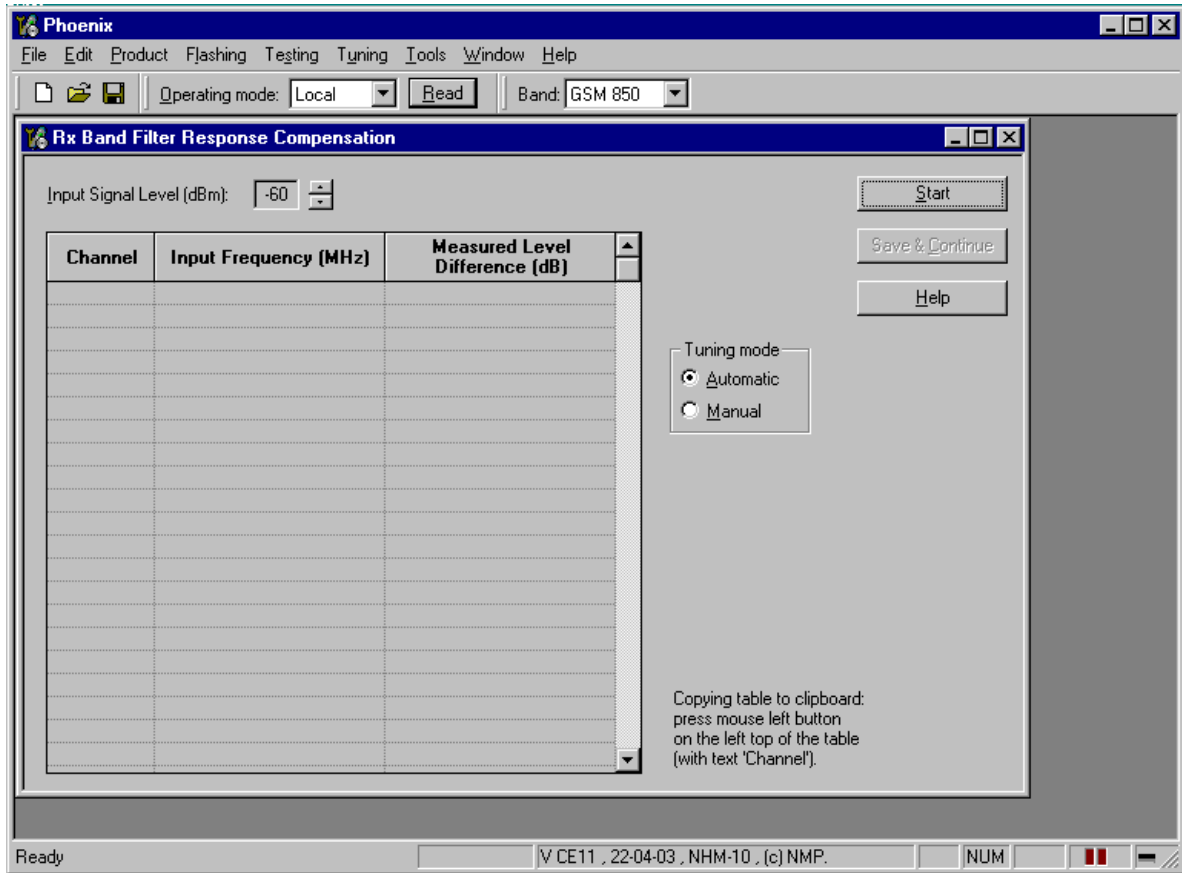 Phoenix
File Edit Product Flashing Testing Tuning Tools Window Help
Operating mode: Local Read Band: GSM 850
Rx Band Filter Response Compensation
Input Signal Level (dBm): -60
Start
Save & Continue
Help
Channel Input Frequency (MHz) Measured Level
Difference (dB)
Tuning mode
Automatic
Manual
Copying table to clipboard:
press mouse left button
on the left top of the table
(with text 'Channel').
Ready V CE11 , 22-04-03 , NHM-10 , (c) NMP. NUM